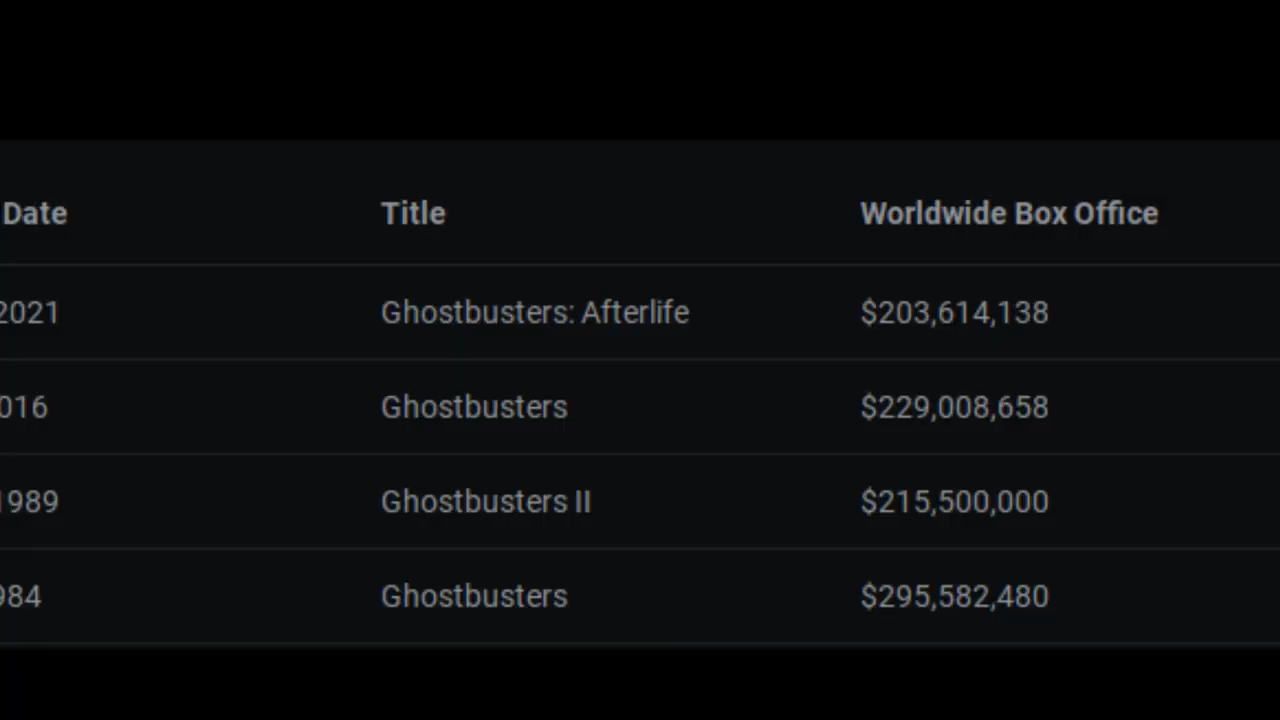 Date Title Worldwide Box Office
2021 Ghostbusters: Afterlife $203,614,138
016 Ghostbusters $229,008,658
1989 Ghostbusters II $215,500,000
984 Ghostbusters $295,582,480